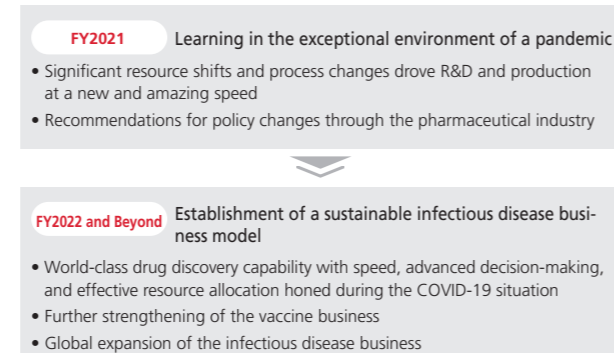 FY2021 Learning in the exceptional environment of a pandemic
• Significant resource shifts and process changes drove R&D and production
at a new and amazing speed
• Recommendations for policy changes through the pharmaceutical industry
FY2022 and Beyond Establishment of a sustainable infectious disease busi-
ness model
• World-class drug discovery capability with speed, advanced decision-making,
and effective resource allocation honed during the COVID-19 situation
• Further strengthening of the vaccine business
• Global expansion of the infectious disease business